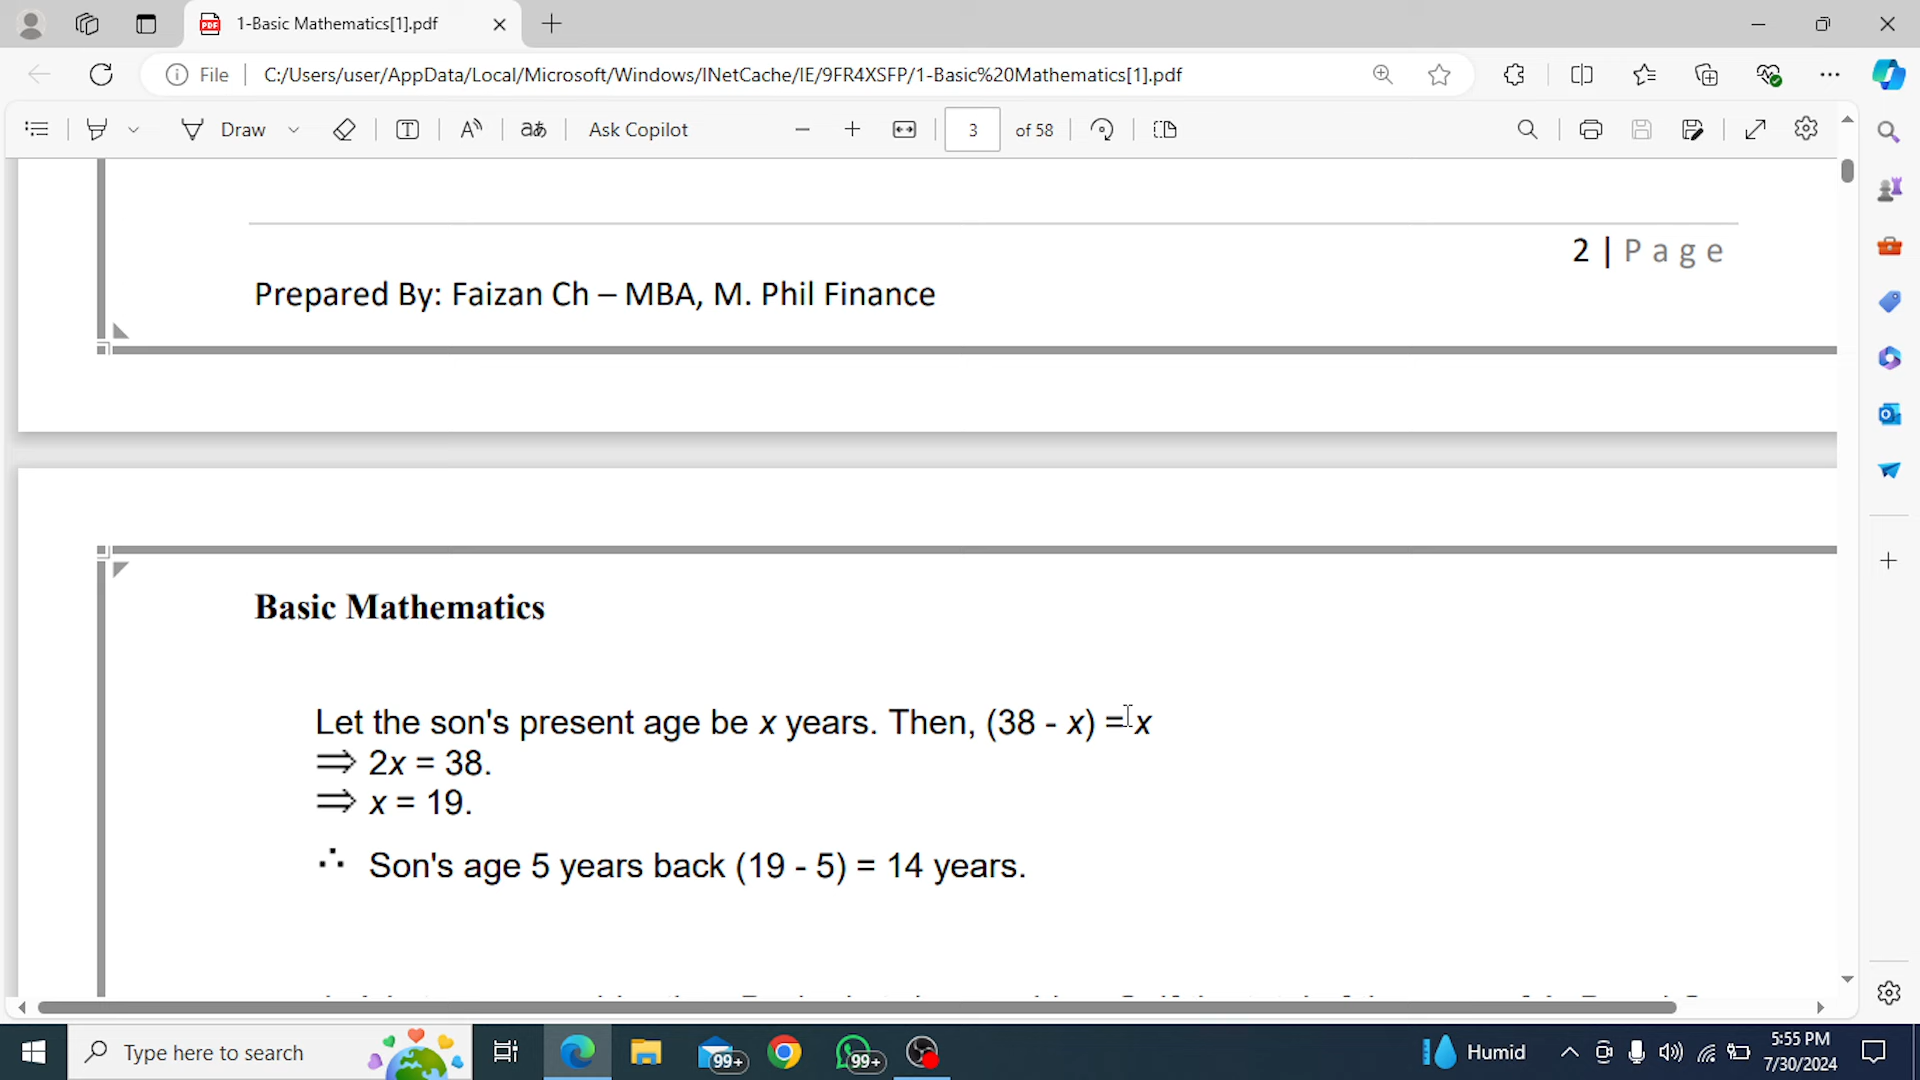 1-Basic Mathematics[1].pdf
File
C:/Users/user/AppData/Local/Microsoft/Windows/INetCache/IE/9FR4XSFP/1-Basic%20Mathematics[1].pdf
Draw
Ask Copilot
3
of 58
2 | Page
Prepared By: Faizan Ch – MBA, M. Phil Finance
Basic Mathematics
Let the son's present age be x years. Then, (38 - x) = x
⇒ 2x = 38.
⇒ x = 19.
∴ Son's age 5 years back (19 - 5) = 14 years.
Type here to search
99+
99+
Humid
5:55 PM
7/30/2024